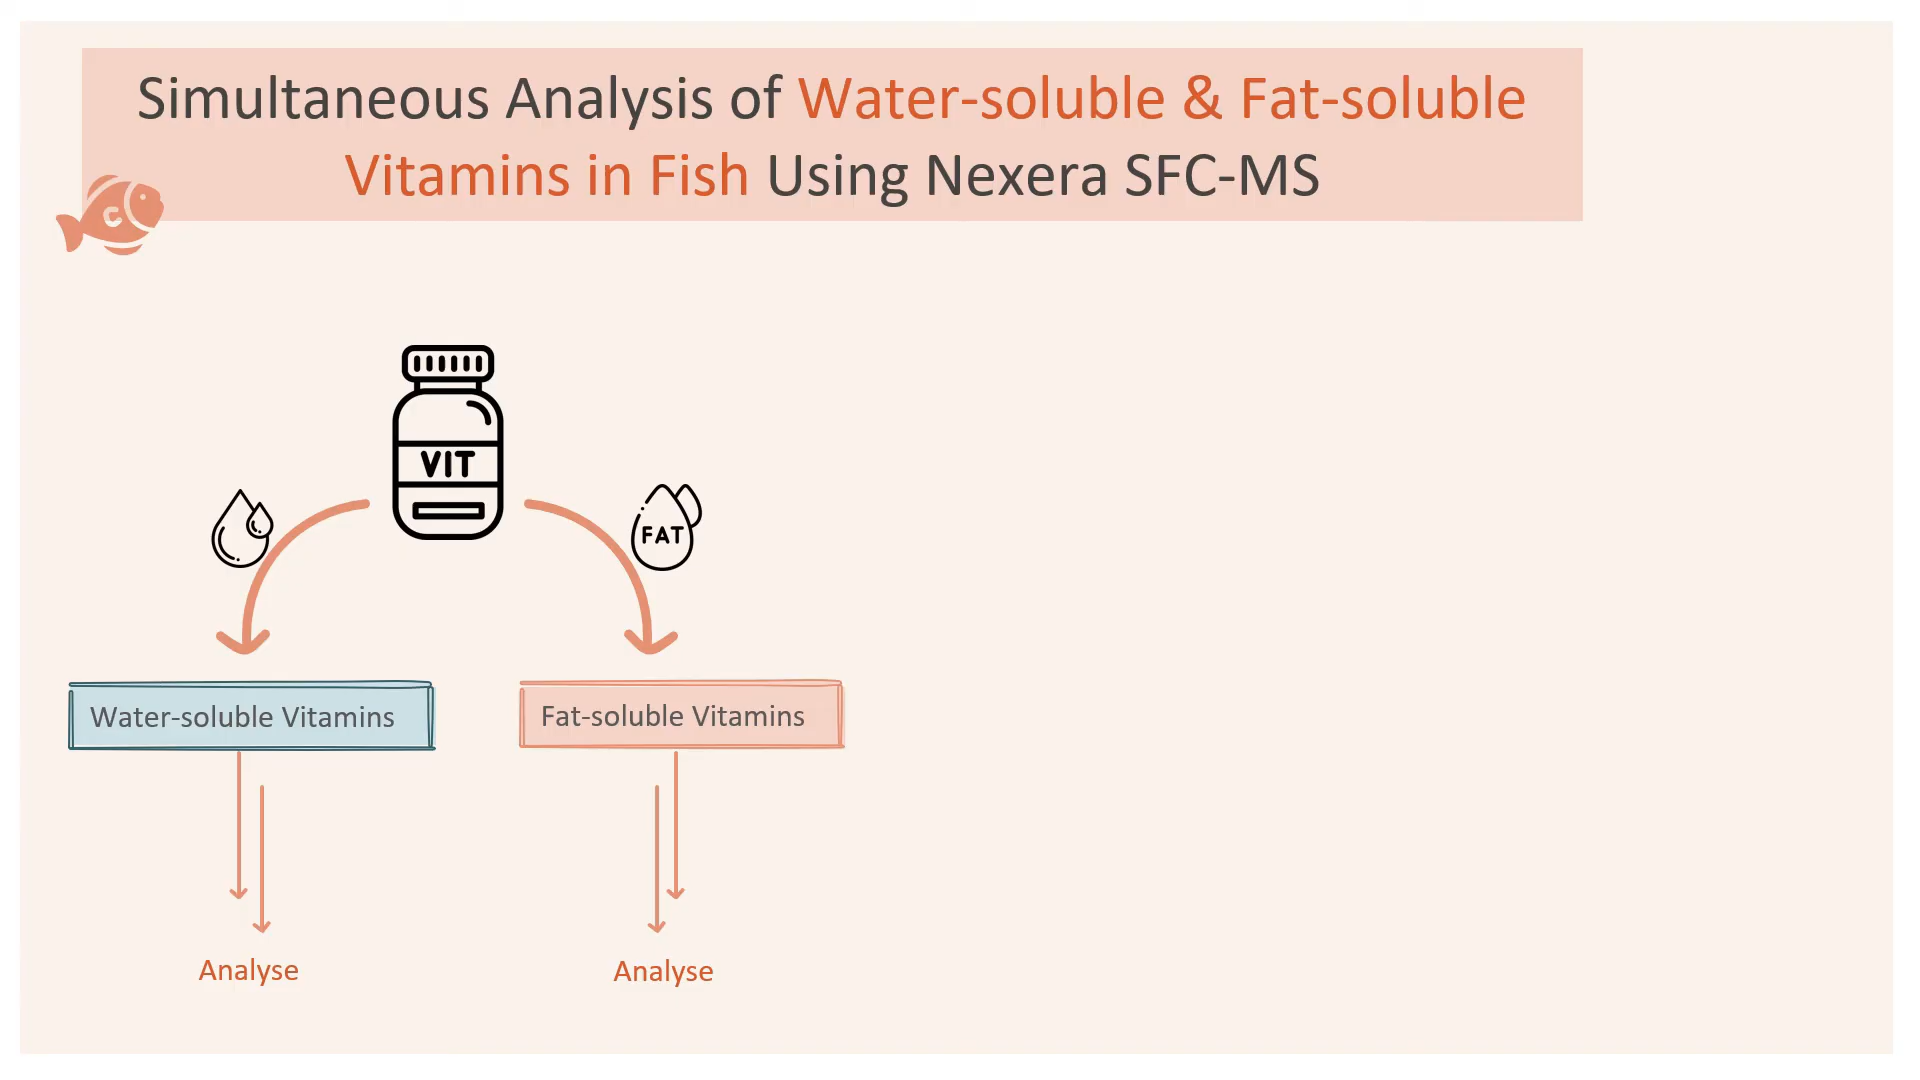 Simultaneous Analysis of Water-soluble & Fat-soluble
Vitamins in Fish Using Nexera SFC-MS
VIT
FAT
Water-soluble Vitamins
Fat-soluble Vitamins
Analyse
Analyse